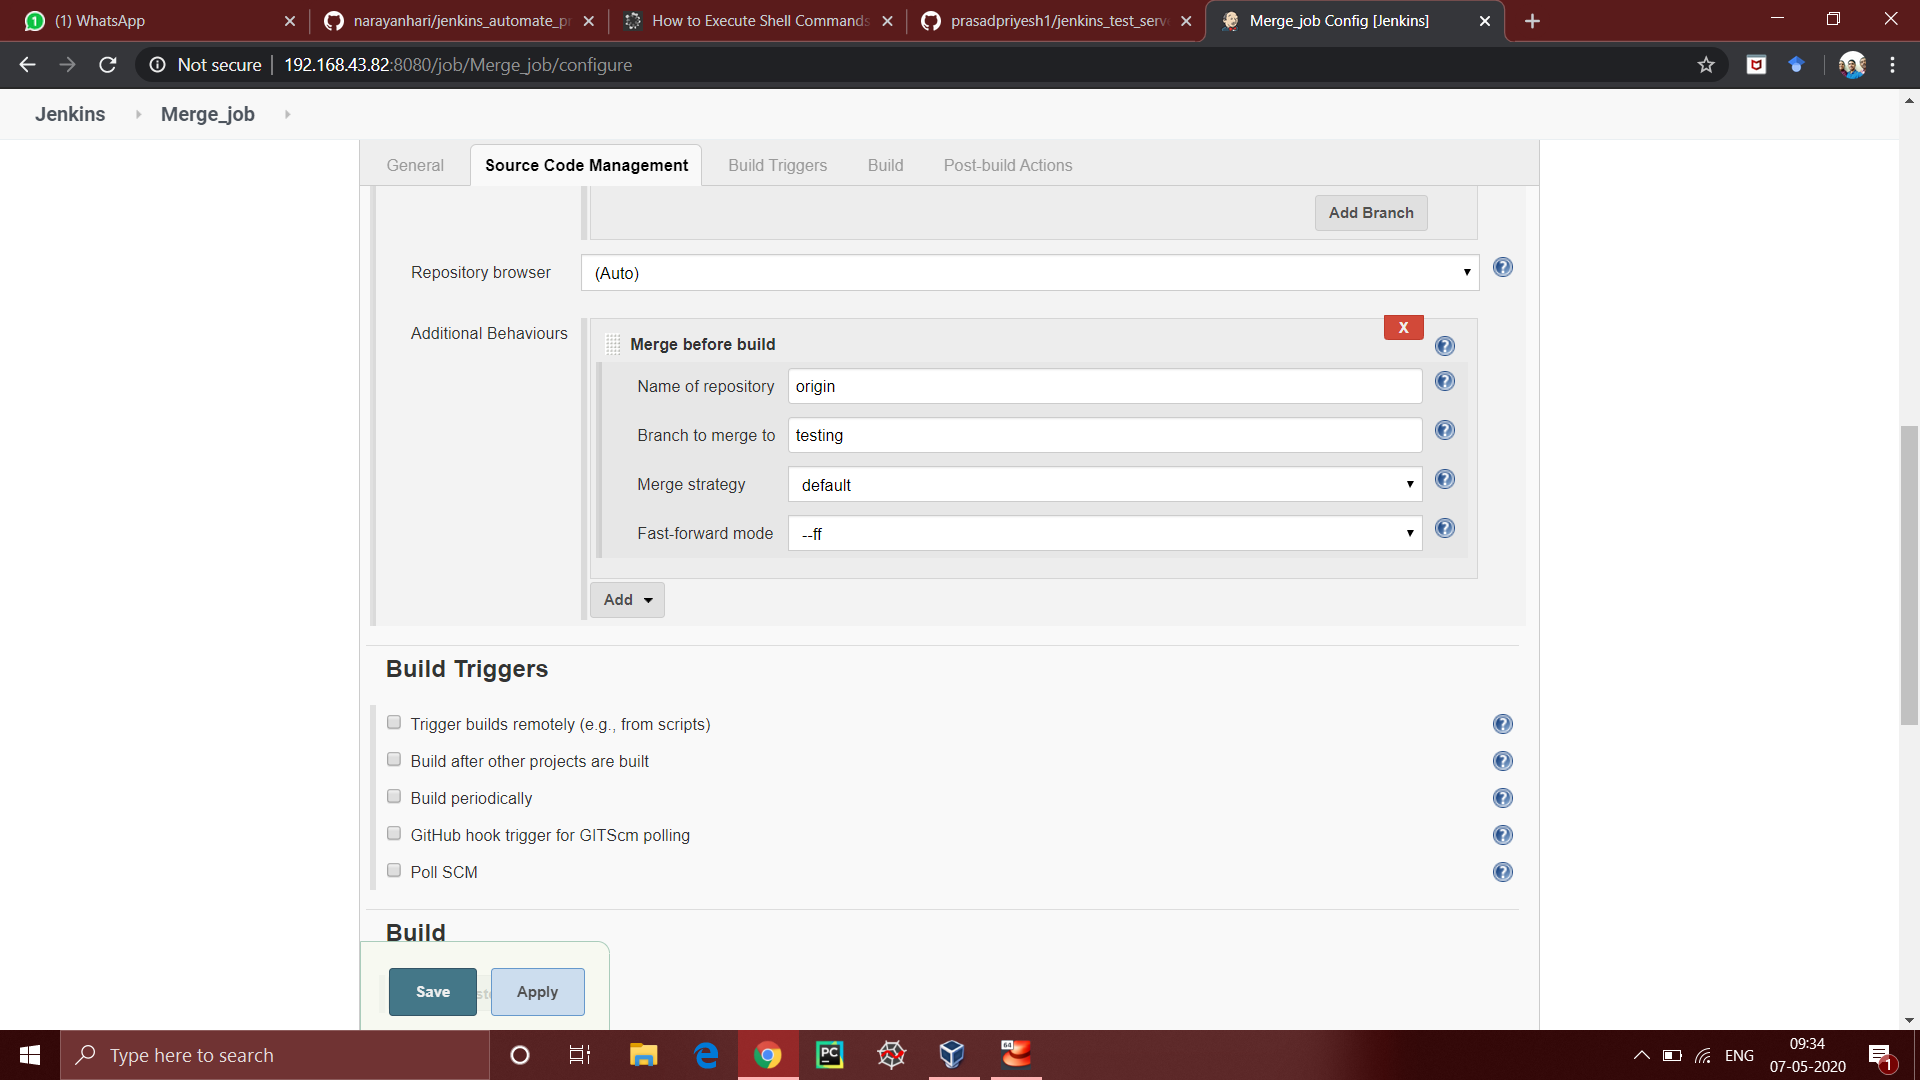 (1) WhatsApp
narayanhari/jenkins_automate_pr
How to Execute Shell Commands
prasadpriyesh1/jenkins_test_serve
Merge_job Config [Jenkins]
Not secure | 192.168.43.82:8080/job/Merge_job/configure
Jenkins Merge_job
General Source Code Management Build Triggers Build Post-build Actions
Add Branch
Repository browser (Auto)
Additional Behaviours
X
Merge before build
Name of repository origin
Branch to merge to testing
Merge strategy default
Fast-forward mode --ff
Add
Build Triggers
Trigger builds remotely (e.g., from scripts)
Build after other projects are built
Build periodically
GitHub hook trigger for GITScm polling
Poll SCM
Build
Save Apply
Type here to search
PC
64
ENG
09:34
07-05-2020
1